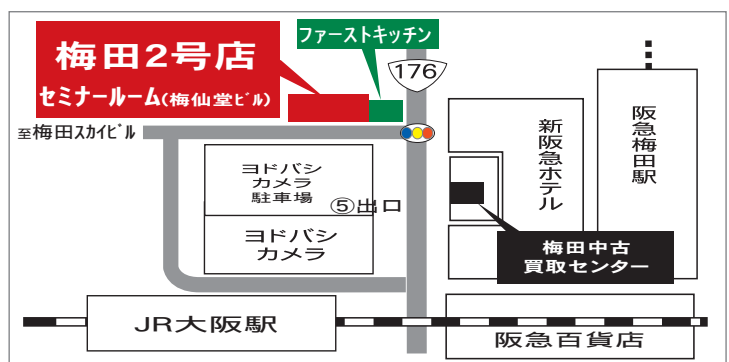 梅田2号店
セミナールーム(梅仙堂ビル)
ファーストキッチン
176
至梅田スカイビル
ヨドバシ
カメラ
駐車場
⑤出口
ヨドバシ
カメラ
新阪急ホテル
阪急梅田駅
梅田中古
買取センター
JR大阪駅
阪急百貨店